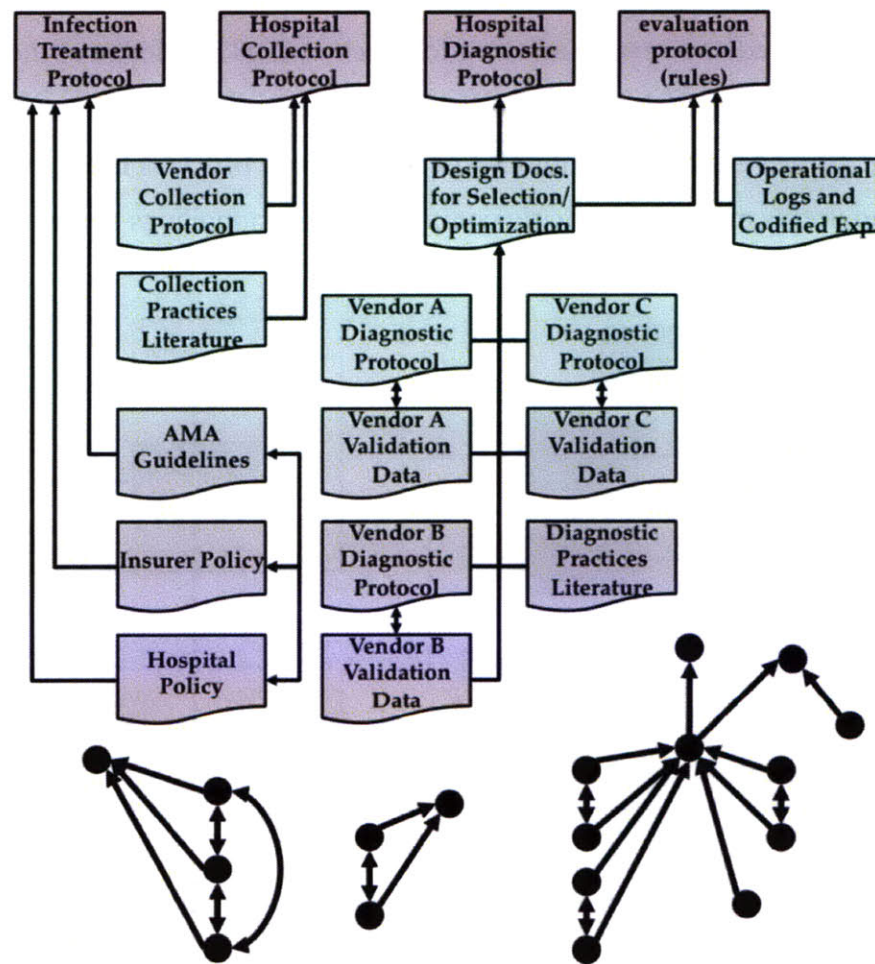 Infection
Treatment
Protocol
Hospital
Collection
Protocol
Hospital
Diagnostic
Protocol
evaluation
protocol
(rules)
Vendor
Collection
Protocol
Design Docs.
for Selection/
Optimization
Operational
Logs and
Codified Exp.
Collection
Practices
Literature
Vendor A
Diagnostic
Protocol
Vendor C
Diagnostic
Protocol
AMA
Guidelines
Vendor A
Validation
Data
Vendor C
Validation
Data
Insurer Policy
Vendor B
Diagnostic
Protocol
Diagnostic
Practices
Literature
Hospital
Policy
Vendor B
Validation
Data